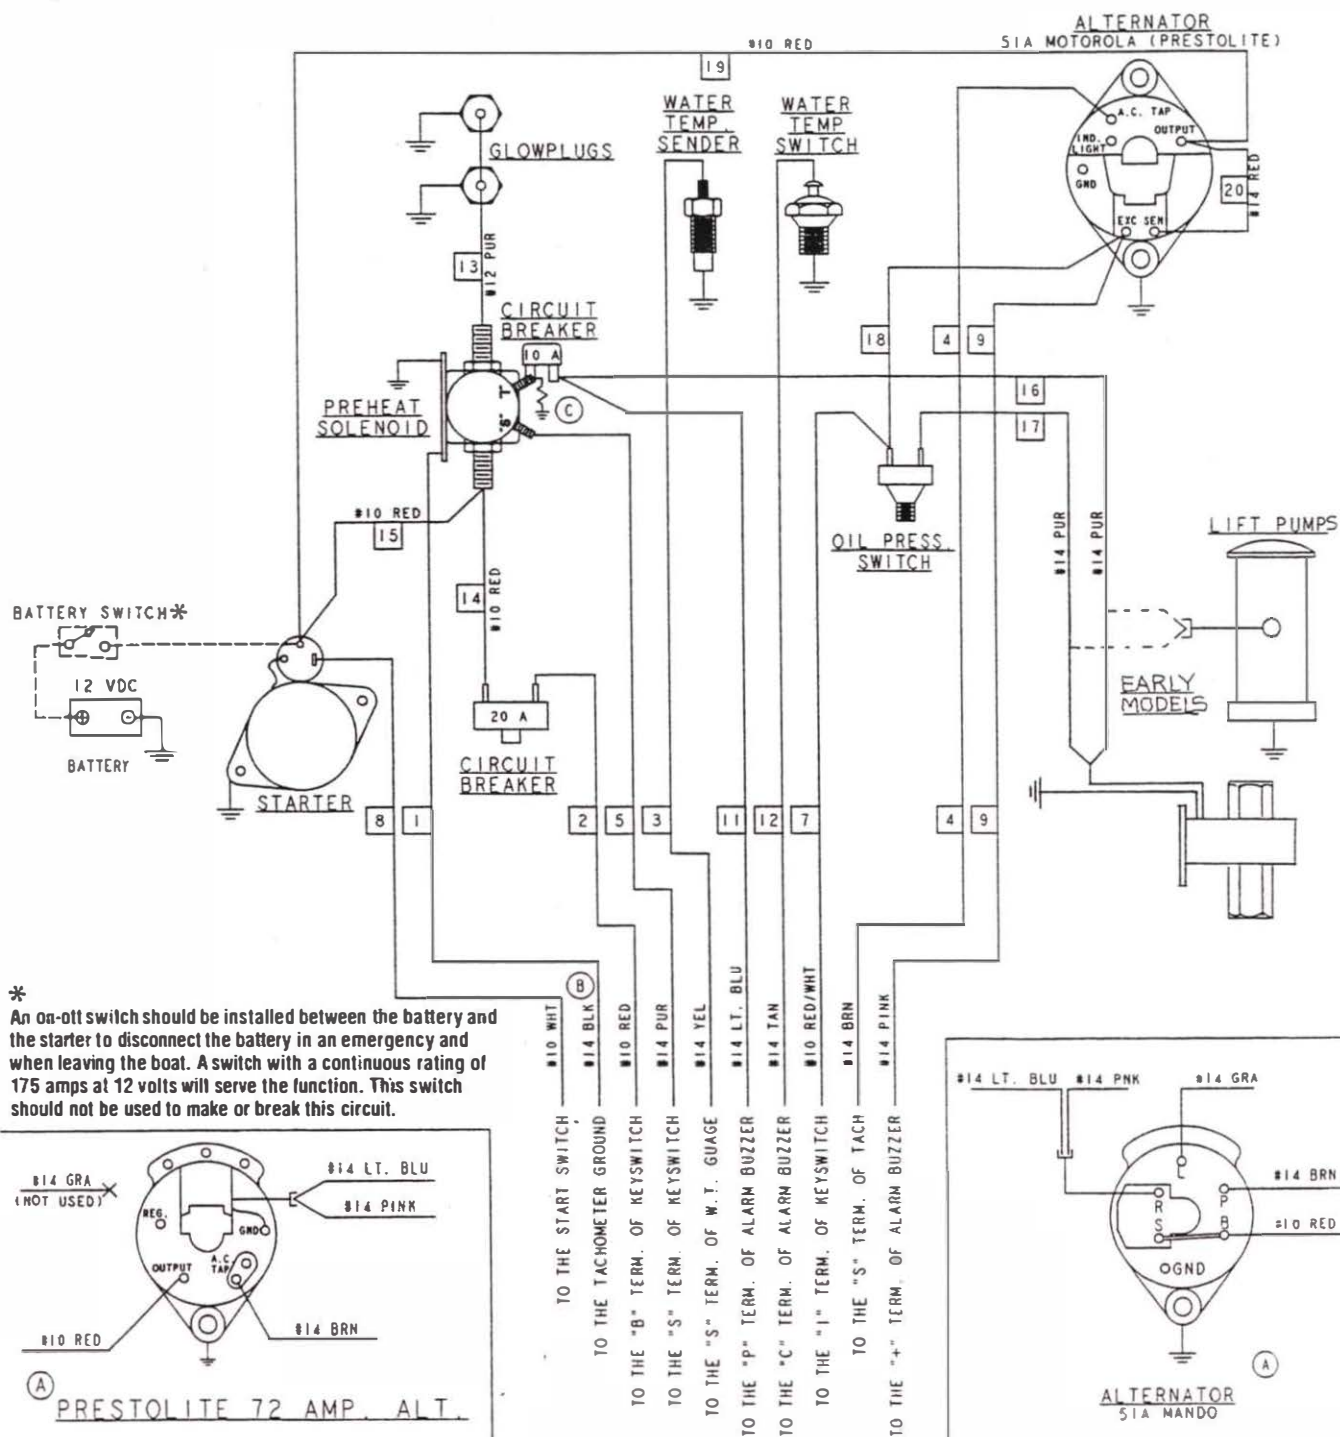 ALTERNATOR
51A MOTOROLA (PRESTOLITE)
#10 RED
19
A.C. TAP
OUTPUT
IND.
LIGHT
GND
EXC SEN
20
#14 RED
WATER
TEMP.
SENDER
WATER
TEMP
SWITCH
GLOWPLUGS
13
#12 PUR
CIRCUIT
BREAKER
10 A
C
PREHEAT
SOLENOID
"I"
"S"
18
4
9
16
17
#10 RED
15
OIL PRESS.
SWITCH
#14 PUR
#14 PUR
LIFT PUMPS
14
#10 RED
BATTERY SWITCH*
12 VDC
BATTERY
EARLY
MODELS
20 A
CIRCUIT
BREAKER
STARTER
8
1
2
5
3
11
12
7
4
9
*
An on-ott switch should be installed between the battery and
the starter to disconnect the battery in an emergency and
when leaving the boat. A switch with a continuous rating of
175 amps at 12 volts will serve the function. This switch
should not be used to make or break this circuit.
B
#10 WHT
TO THE START SWITCH
#14 BLK
TO THE TACHOMETER GROUND
#10 RED
TO THE "B" TERM. OF KEYSWITCH
#14 PUR
TO THE "S" TERM. OF KEYSWITCH
#14 YEL
TO THE "S" TERM. OF W.T. GUAGE
#14 LT. BLU
TO THE "P" TERM. OF ALARM BUZZER
#14 TAN
TO THE "C" TERM. OF ALARM BUZZER
#10 RED/WHT
TO THE "I" TERM. OF KEYSWITCH
#14 BRN
TO THE "S" TERM. OF TACH
#14 PINK
TO THE "+" TERM. OF ALARM BUZZER
#14 GRA
(NOT USED)
#14 LT. BLU
#14 PINK
REG.
GND
OUTPUT
A.C.
TAP
#14 BRN
#10 RED
A
PRESTOLITE 72 AMP. ALT.
#14 LT. BLU
#14 PNK
#14 GRA
L
#14 BRN
R
P
S
B
#10 RED
GND
A
ALTERNATOR
51A MANDO